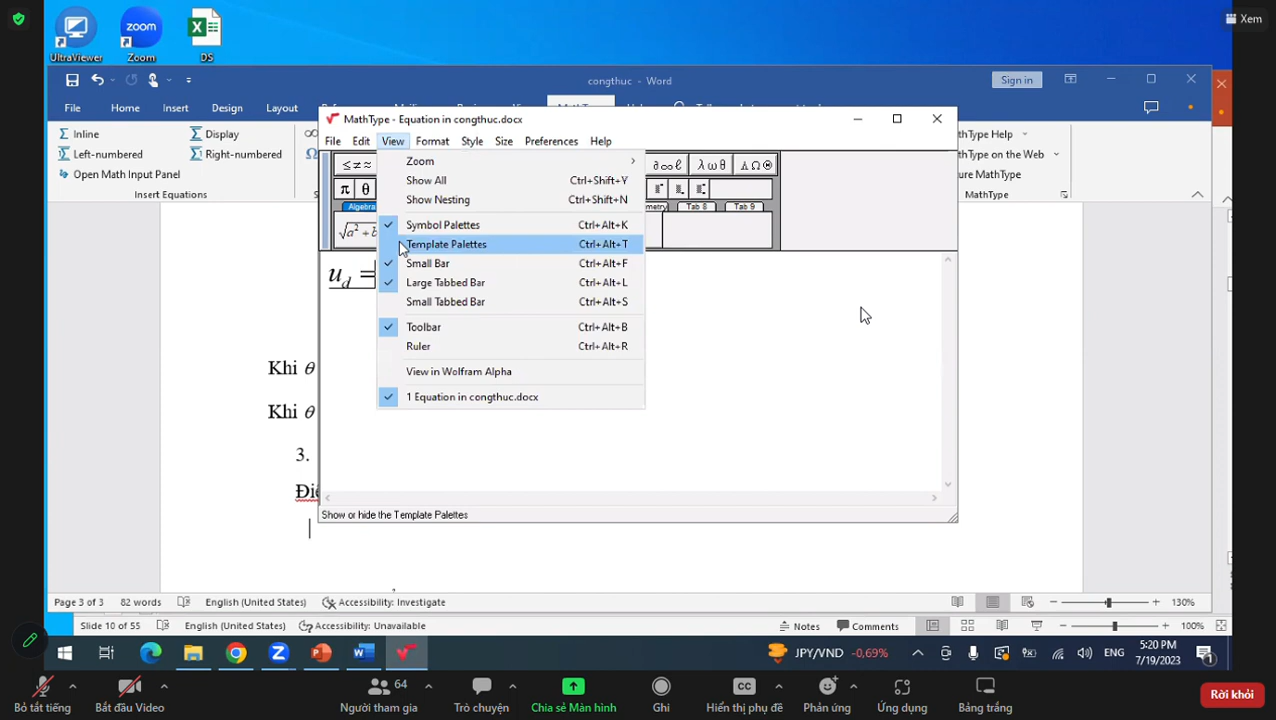 Xem
UltraViewer
Zoom
DS
congthuc - Word
Sign in
File
Home
Insert
Design
Layout
Inline
Display
Left-numbered
Right-numbered
Open Math Input Panel
Insert Equations
MathType on the Web
MathType
MathType - Equation in congthuc.docx
File Edit View Format Style Size Preferences Help
Zoom
Show All Ctrl+Shift+Y
Show Nesting Ctrl+Shift+N
Symbol Palettes Ctrl+Alt+K
Template Palettes Ctrl+Alt+T
Small Bar Ctrl+Alt+F
Large Tabbed Bar Ctrl+Alt+L
Small Tabbed Bar Ctrl+Alt+S
Toolbar Ctrl+Alt+B
Ruler Ctrl+Alt+R
View in Wolfram Alpha
1 Equation in congthuc.docx
π θ
Algebra
Tab 8 Tab 9
u_d =
Khi θ
Khi θ
3.
Show or hide the Template Palettes
Page 3 of 3 82 words English (United States) Accessibility: Investigate 130%
Slide 10 of 55 English (United States) Accessibility: Unavailable Notes Comments 100%
JPY/VND -0,69% ENG
5:20 PM
7/19/2023
1
64
Bỏ tắt tiếng
Bắt đầu Video
Người tham gia
Trò chuyện
Chia sẻ Màn hình
Ghi
CC
Hiển thị phụ đề
Phản ứng
Ứng dụng
Bảng trắng
Rời khỏi